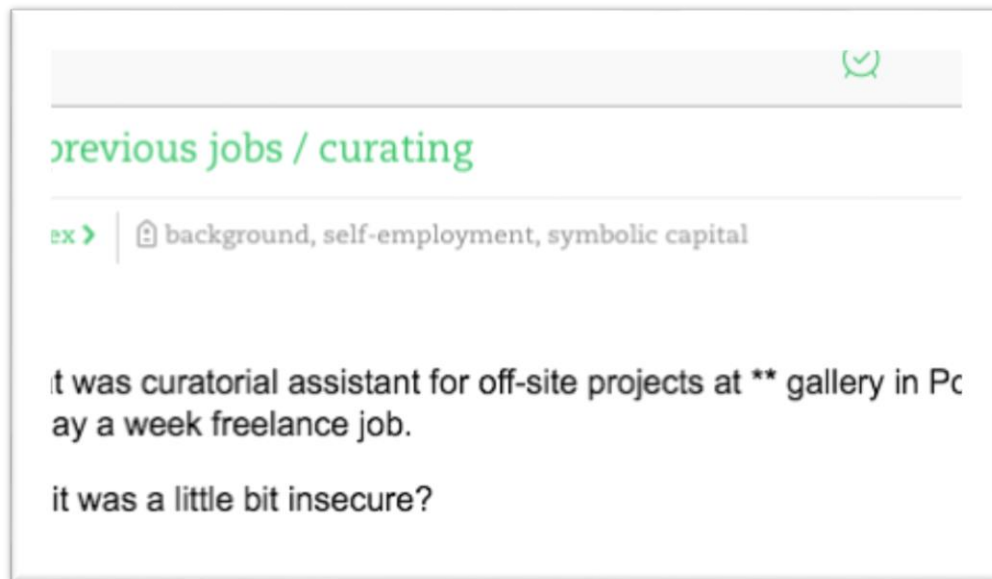 previous jobs / curating
ex > background, self-employment, symbolic capital
t was curatorial assistant for off-site projects at ** gallery in Po
ay a week freelance job.
it was a little bit insecure?